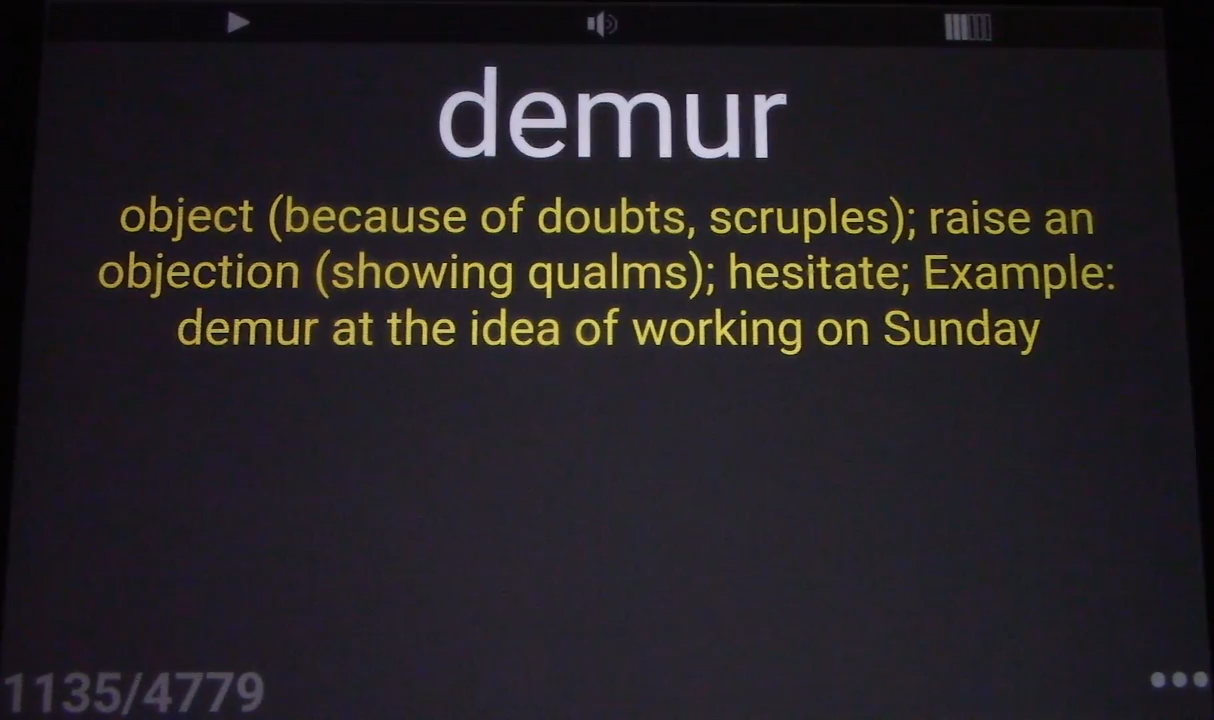 demur
object (because of doubts, scruples); raise an
objection (showing qualms); hesitate; Example:
demur at the idea of working on Sunday
1135/4779